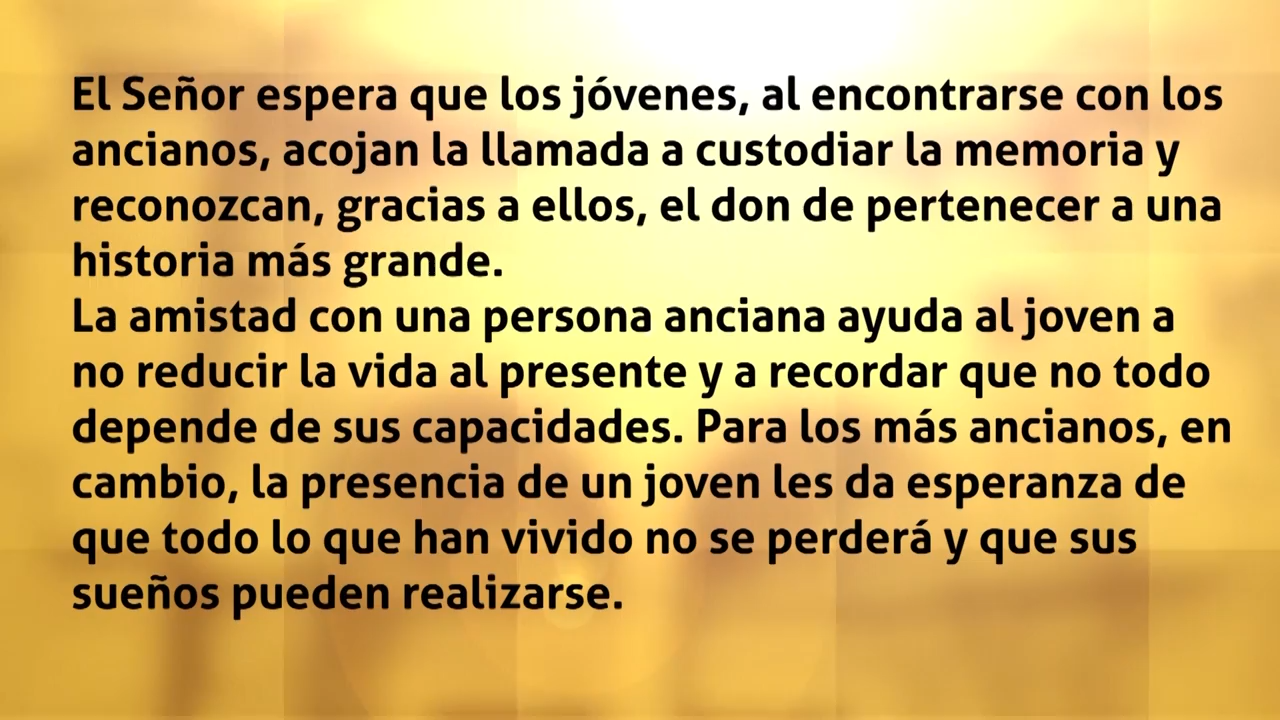 El Señor espera que los jóvenes, al encontrarse con los
ancianos, acojan la llamada a custodiar la memoria y
reconozcan, gracias a ellos, el don de pertenecer a una
historia más grande.
La amistad con una persona anciana ayuda al joven a
no reducir la vida al presente y a recordar que no todo
depende de sus capacidades. Para los más ancianos, en
cambio, la presencia de un joven les da esperanza de
que todo lo que han vivido no se perderá y que sus
sueños pueden realizarse.